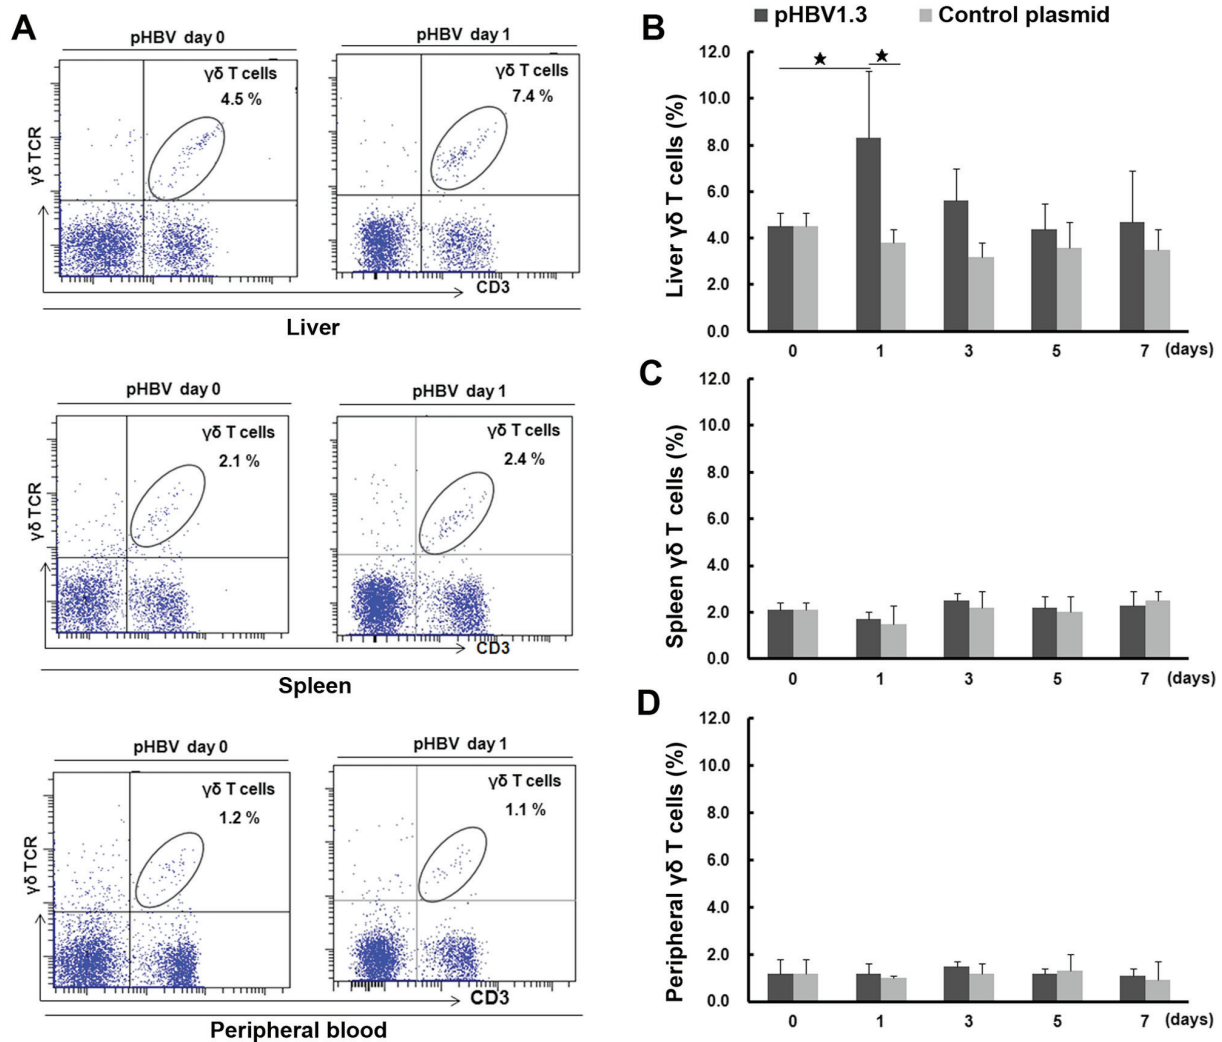 A
pHBV day 0
pHBV day 1
γδ T cells
4.5 %
γδ T cells
7.4 %
γδ TCR
CD3
Liver
pHBV day 0
pHBV day 1
γδ T cells
2.1 %
γδ T cells
2.4 %
γδ TCR
CD3
Spleen
pHBV day 0
pHBV day 1
γδ T cells
1.2 %
γδ T cells
1.1 %
γδ TCR
CD3
Peripheral blood
pHBV1.3 Control plasmid
B
Liver γδ T cells (%)
12.0
10.0
8.0
6.0
4.0
2.0
0.0
0 1 3 5 7 (days)
C
Spleen γδ T cells (%)
12.0
10.0
8.0
6.0
4.0
2.0
0.0
0 1 3 5 7 (days)
D
Peripheral γδ T cells (%)
12.0
10.0
8.0
6.0
4.0
2.0
0.0
0 1 3 5 7 (days)